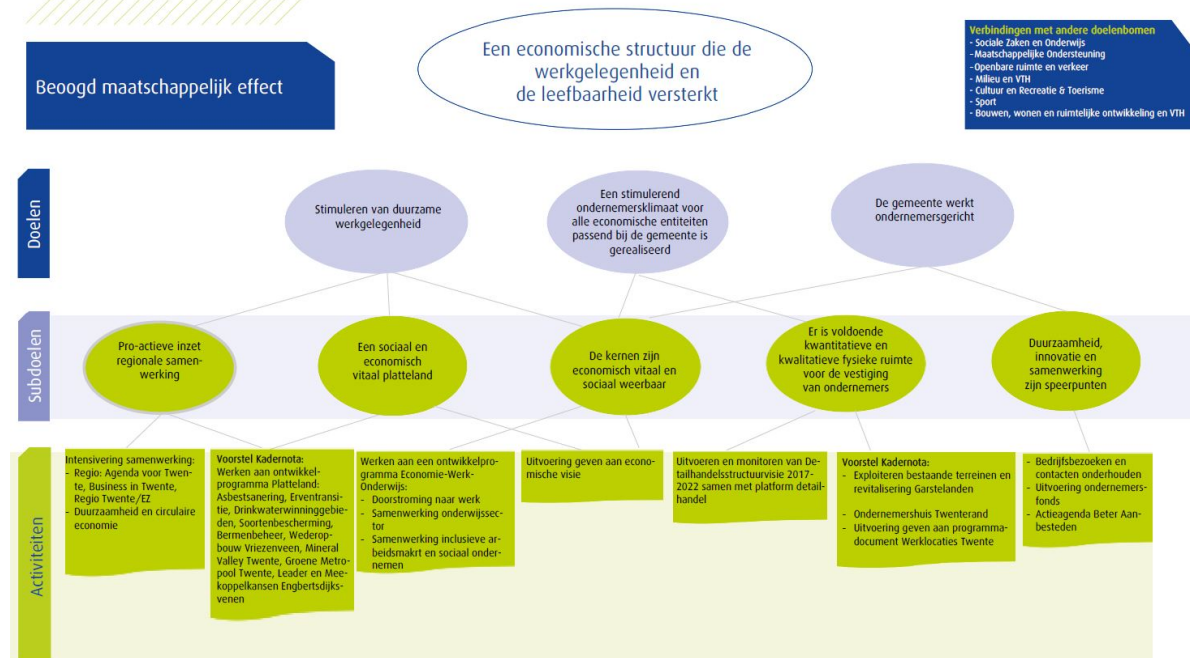 Beoogd maatschappelijk effect
Een economische structuur die de
werkgelegenheid en
de leefbaarheid versterkt
Verbindingen met andere doelenbomen
- Sociale Zaken en Onderwijs
-Maatschappelijke Ondersteuning
-Openbare ruimte en verkeer
- Milieu en VTH
- Cultuur en Recreatie & Toerisme
- Sport
- Bouwen, wonen en ruimtelijke ontwikkeling en VTH
Doelen
Stimuleren van duurzame
werkgelegenheid
Een stimulerend
ondernemersklimaat voor
alle economische entiteiten
passend bij de gemeente is
gerealiseerd
De gemeente werkt
ondernemersgericht
Subdoelen
Pro-actieve inzet
regionale samen-
werking
Een sociaal en
economisch
vitaal platteland
De kernen zijn
economisch vitaal en
sociaal weerbaar
Er is voldoende
kwantitatieve en
kwalitatieve fysieke ruimte
voor de vestiging
van ondernemers
Duurzaamheid,
innovatie en
samenwerking
zijn speerpunten
Activiteiten
Intensivering samenwerking:
- Regio: Agenda voor Twen-
te, Business in Twente,
Regio Twente/EZ
- Duurzaamheid en circulaire
economie
Voorstel Kadernota:
Werken aan ontwikkel-
programma Platteland:
Asbestsanering, Erventransi-
tie, Drinkwaterwinninggebie-
den, Soortenbescherming,
Bermenbeheer, Wederop-
bouw Vriezenveen, Mineral
Valley Twente, Groene Metro-
pool Twente, Leader en Mee-
koppelkansen Engbertsdijks-
venen
Werken aan een ontwikkelpro-
gramma Economie-Werk-
Onderwijs:
- Doorstroming naar werk
- Samenwerking onderwijssec-
tor
- Samenwerking inclusieve ar-
beidsmakrt en sociaal onder-
nemen
Uitvoering geven aan econo-
mische visie
Uitvoeren en monitoren van De-
tailhandelsstructuurvisie 2017-
2022 samen met platform detail-
handel
Voorstel Kadernota:
- Exploiteren bestaande terreinen en
revitalisering Garstelanden
- Ondernemershuis Twenterand
- Uitvoering geven aan programma-
document Werklocaties Twente
- Bedrijfsbezoeken en
contacten onderhouden
- Uitvoering ondernemers-
fonds
- Actieagenda Beter Aan-
besteden